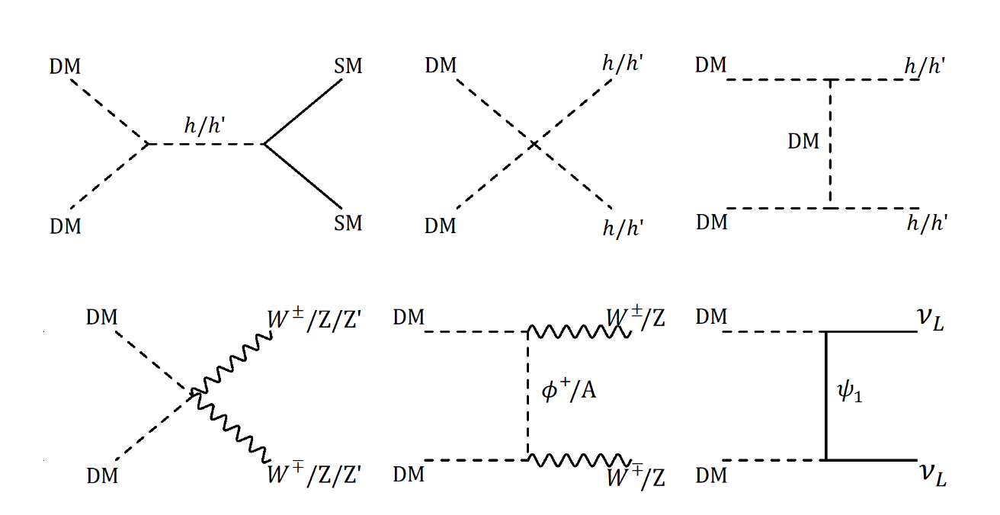 DM
SM
h/h'
DM
SM
DM
h/h'
DM
h/h'
DM
h/h'
DM
DM
h/h'
DM
W±/Z/Z'
DM
W∓/Z/Z'
DM
W±/Z
ϕ+/A
DM
W∓/Z
DM
νL
ψ1
DM
νL